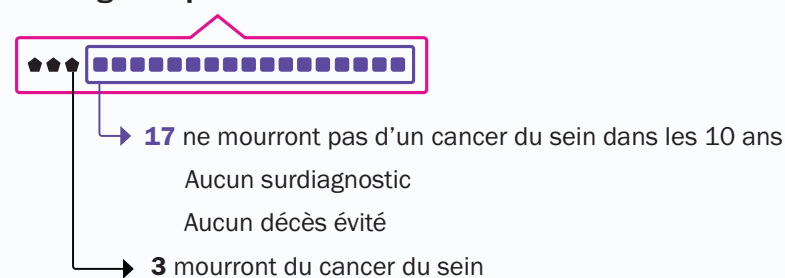 17 ne mourront pas d'un cancer du sein dans les 10 ans
Aucun surdiagnostic
Aucun décès évité
3 mourront du cancer du sein